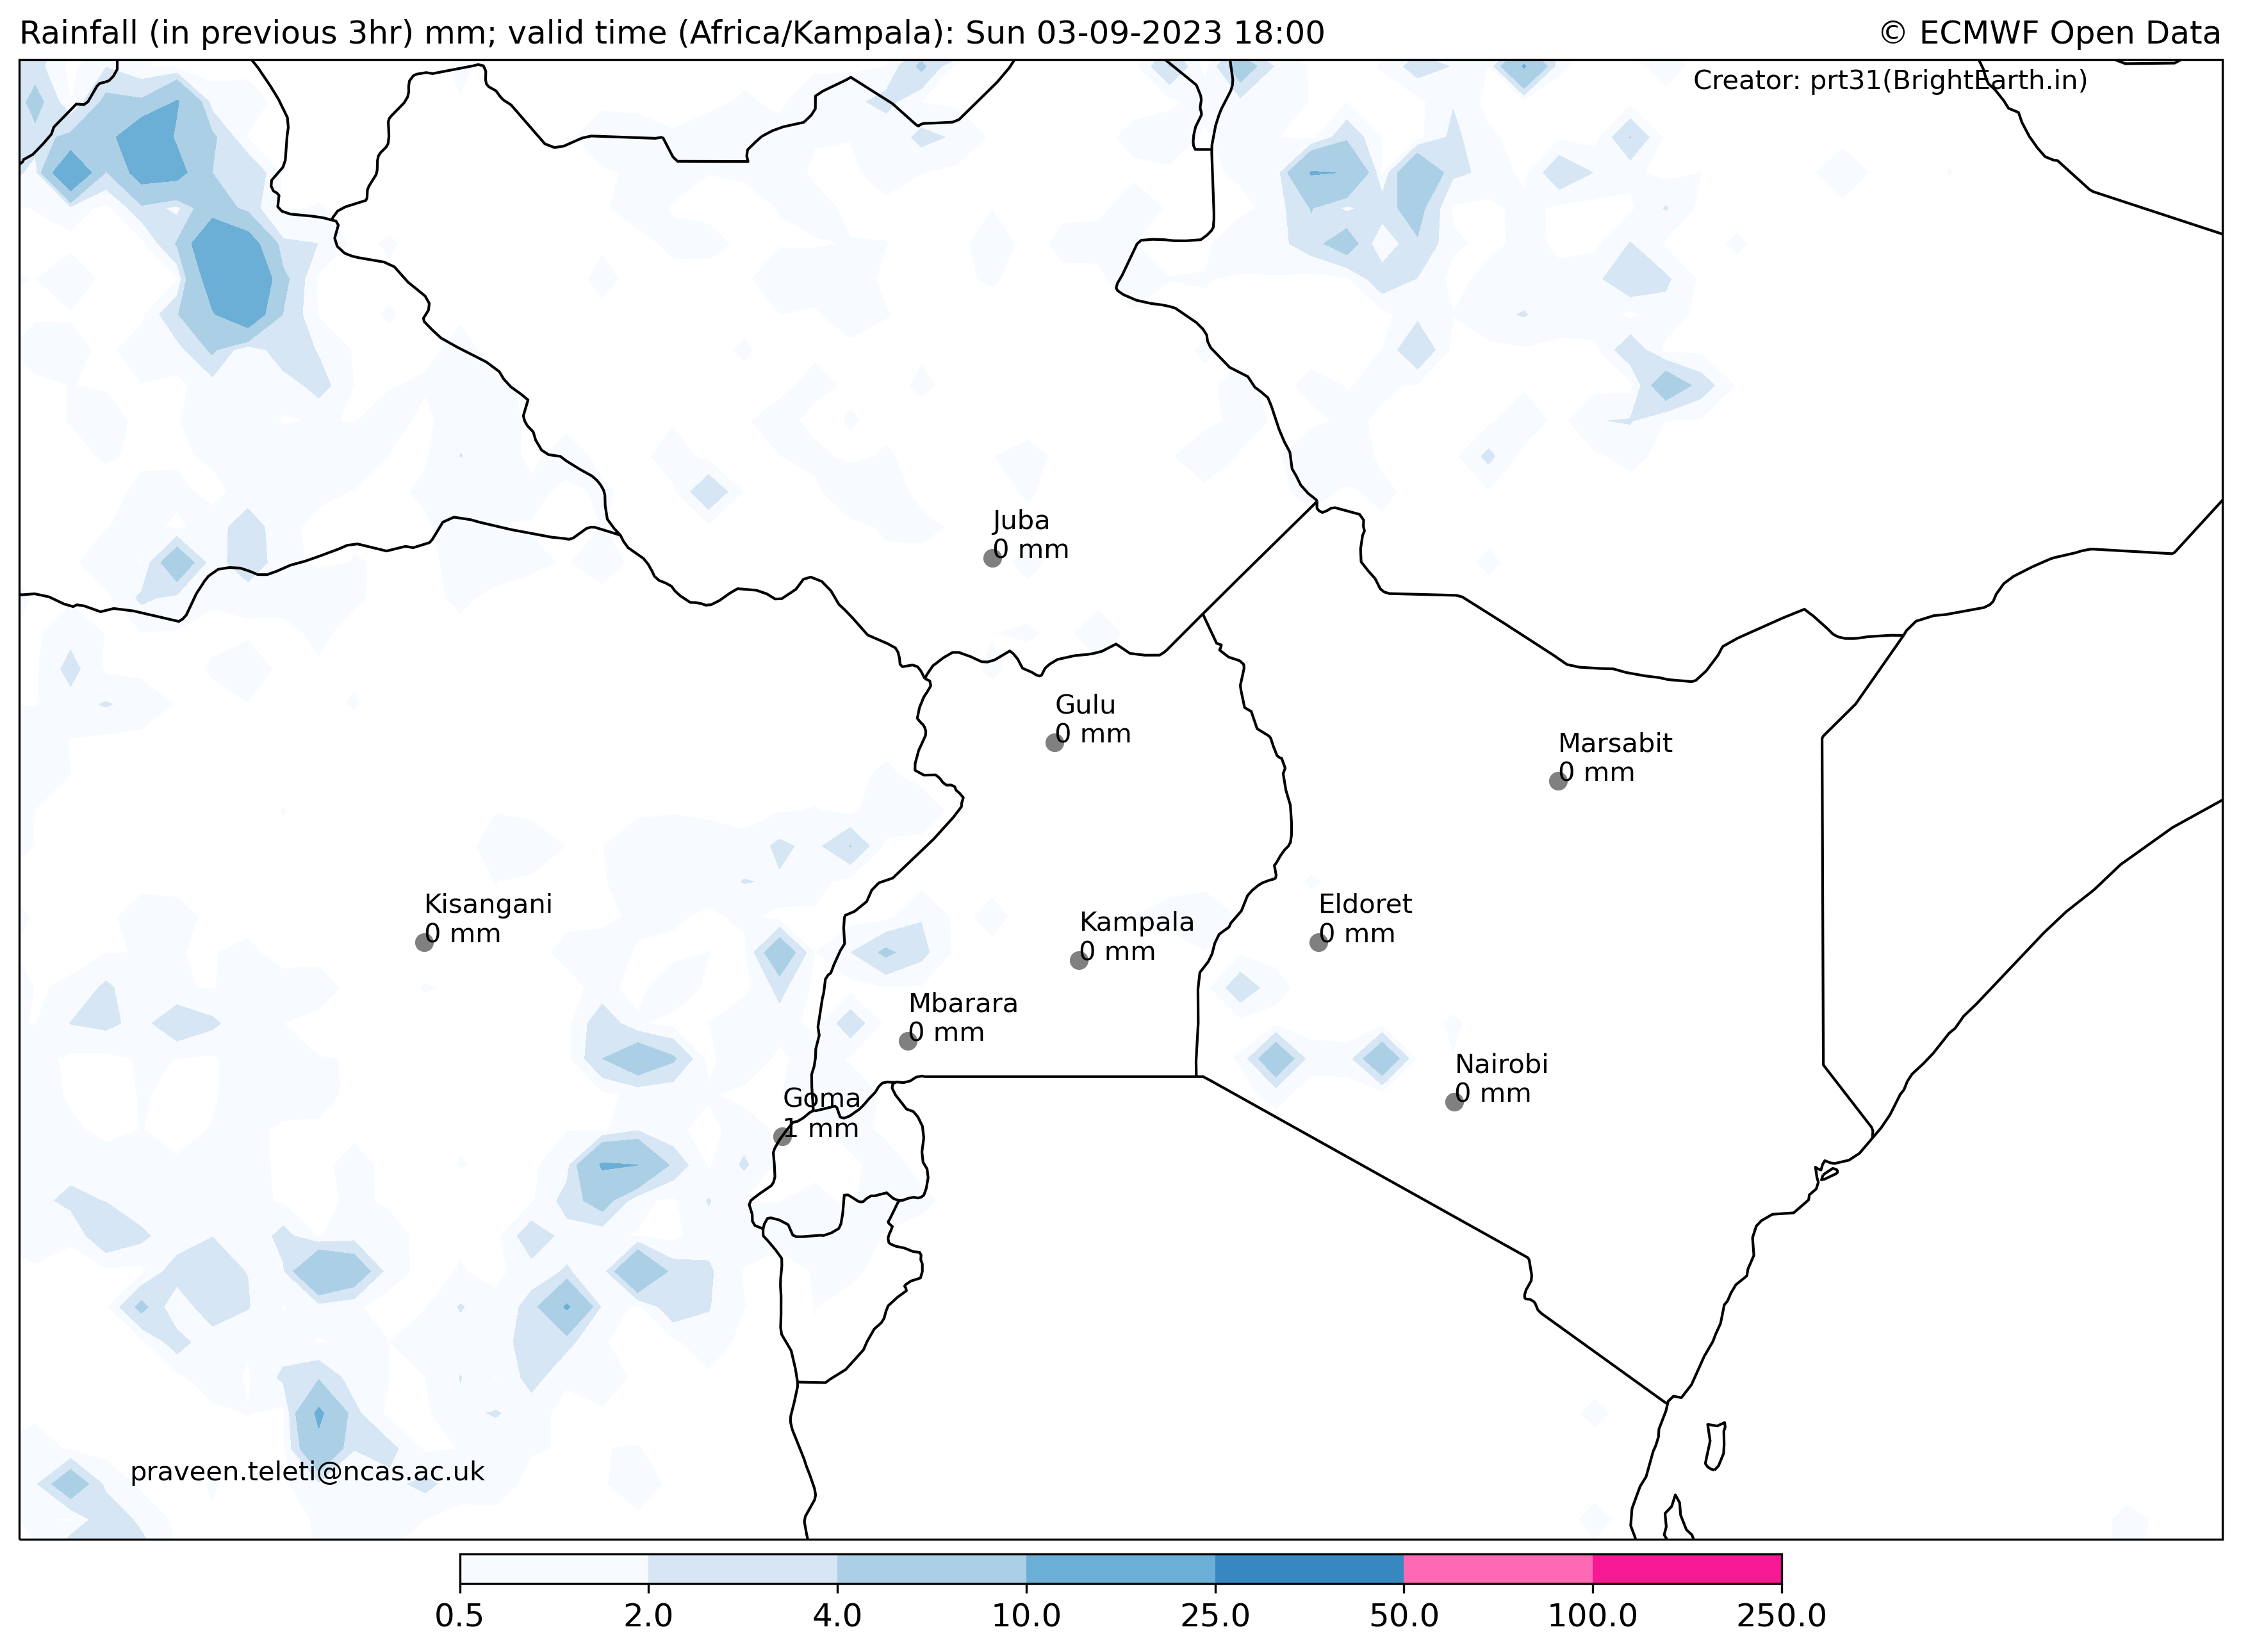 Rainfall (in previous 3hr) mm; valid time (Africa/Kampala): Sun 03-09-2023 18:00
© ECMWF Open Data
Creator: prt31(BrightEarth.in)
Juba
0 mm
Gulu
0 mm
Marsabit
0 mm
Kisangani
0 mm
Kampala
0 mm
Eldoret
0 mm
Mbarara
0 mm
Nairobi
0 mm
Goma
1 mm
praveen.teleti@ncas.ac.uk
0.5 2.0 4.0 10.0 25.0 50.0 100.0 250.0